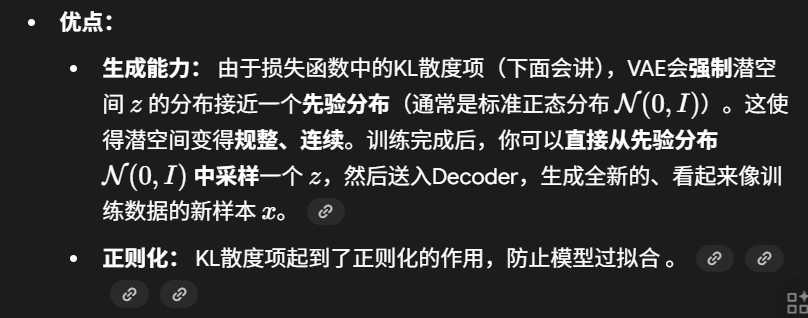 优点：
生成能力： 由于损失函数中的KL散度项（下面会讲），VAE会强制潜空
间 z 的分布接近一个先验分布（通常是标准正态分布 𝒩(0, I)）。这使
得潜空间变得规整、连续。训练完成后，你可以直接从先验分布
𝒩(0, I) 中采样一个 z，然后送入Decoder，生成全新的、看起来像训
练数据的新样本 x。
正则化： KL散度项起到了正则化的作用，防止模型过拟合 。